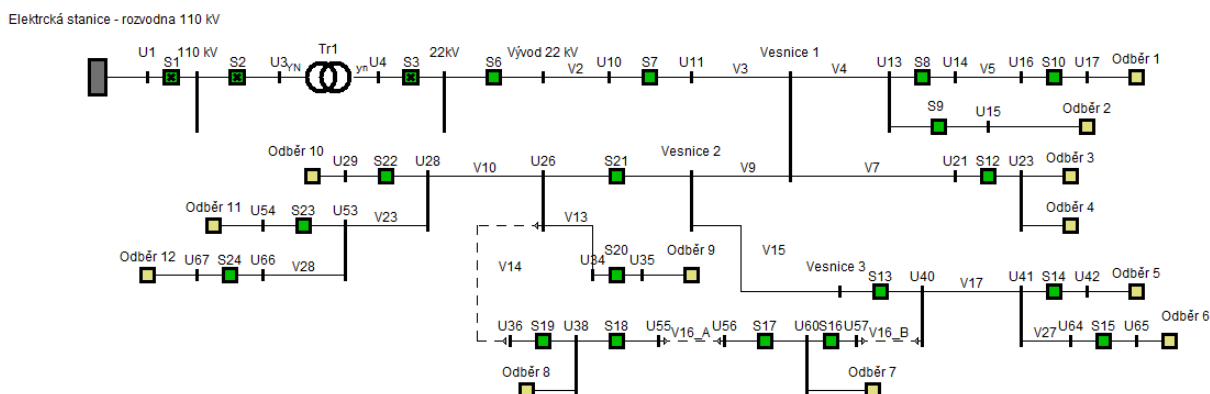 Elektrcká stanice - rozvodna 110 kV
U1 S1 110 kV S2 U3 YN Tr1 yn U4 S3 22kV S6 Vývod 22 kV V2 U10 S7 U11 V3 Vesnice 1 V4 U13 S8 U14 V5 U16 S10 U17 Odběr 1
S9 U15 Odběr 2
Odběr 10 U29 S22 U28 V10 U26 S21 Vesnice 2 V9 V7 U21 S12 U23 Odběr 3
Odběr 11 U54 S23 U53 V23 V13 Odběr 4
Odběr 12 U67 S24 U66 V28 V14 U34 S20 U35 Odběr 9 V15 Vesnice 3 S13 U40 V17 U41 S14 U42 Odběr 5
U36 S19 U38 S18 U55 V16_A U56 S17 U60 S16 U57 V16_B V27 U64 S15 U65 Odběr 6
Odběr 8 Odběr 7